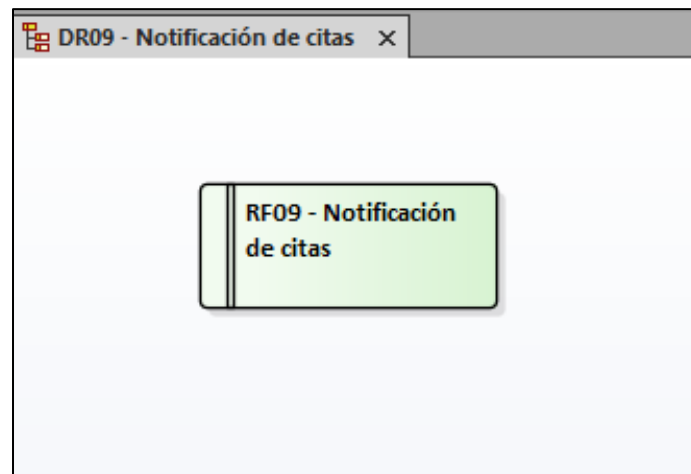 DR09 - Notificación de citas
RF09 - Notificación
de citas